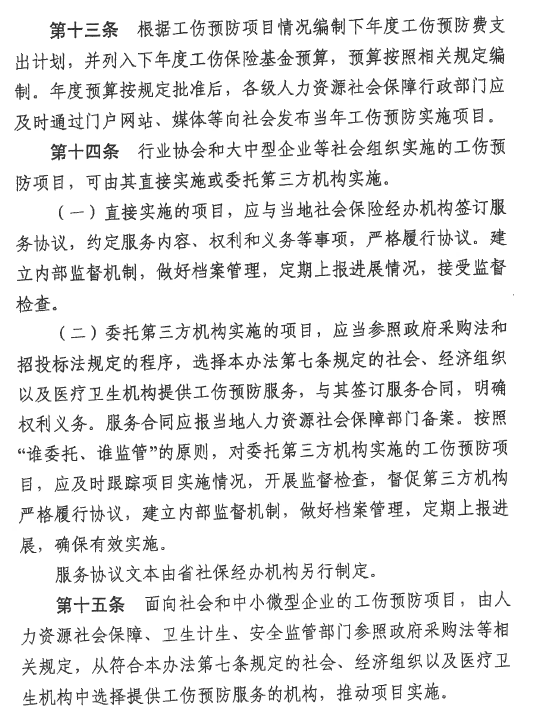 第十三条　根据工伤预防项目情况编制下年度工伤预防费支
出计划，并列入下年度工伤保险基金预算，预算按照相关规定编
制。年度预算按规定批准后，各级人力资源社会保障行政部门应
及时通过门户网站、媒体等向社会发布当年工伤预防实施项目。
第十四条　行业协会和大中型企业等社会组织实施的工伤预
防项目，可由其直接实施或委托第三方机构实施。
（一）直接实施的项目，应与当地社会保险经办机构签订服
务协议，约定服务内容、权利和义务等事项，严格履行协议。建
立内部监督机制，做好档案管理，定期上报进展情况，接受监督
检查。
（二）委托第三方机构实施的项目，应当参照政府采购法和
招投标法规定的程序，选择本办法第七条规定的社会、经济组织
以及医疗卫生机构提供工伤预防服务，与其签订服务合同，明确
权利义务。服务合同应报当地人力资源社会保障部门备案。按照
“谁委托、谁监管”的原则，对委托第三方机构实施的工伤预防项
目，应及时跟踪项目实施情况，开展监督检查，督促第三方机构
严格履行协议，建立内部监督机制，做好档案管理，定期上报进
展，确保有效实施。
服务协议文本由省社保经办机构另行制定。
第十五条　面向社会和中小微型企业的工伤预防项目，由人
力资源社会保障、卫生计生、安全监管部门参照政府采购法等相
关规定，从符合本办法第七条规定的社会、经济组织以及医疗卫
生机构中选择提供工伤预防服务的机构，推动项目实施。